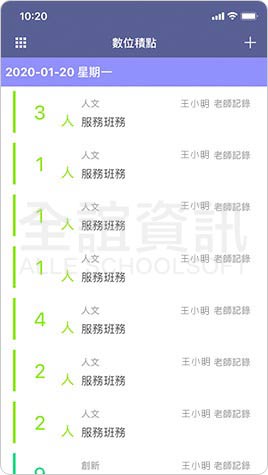 10:20
數位積點
2020-01-20 星期一
3 人 人文 王小明 老師記錄
服務班務
1 人 人文 王小明 老師記錄
服務班務
1 人 人文 王小明 老師記錄
服務班務
1 人 人文 王小明 老師記錄
服務班務
4 人 人文 王小明 老師記錄
服務班務
2 人 人文 王小明 老師記錄
服務班務
2 人 人文 王小明 老師記錄
服務班務
創新 王小明 老師記錄
全誼資訊
ALLE SCHOOLSOFT